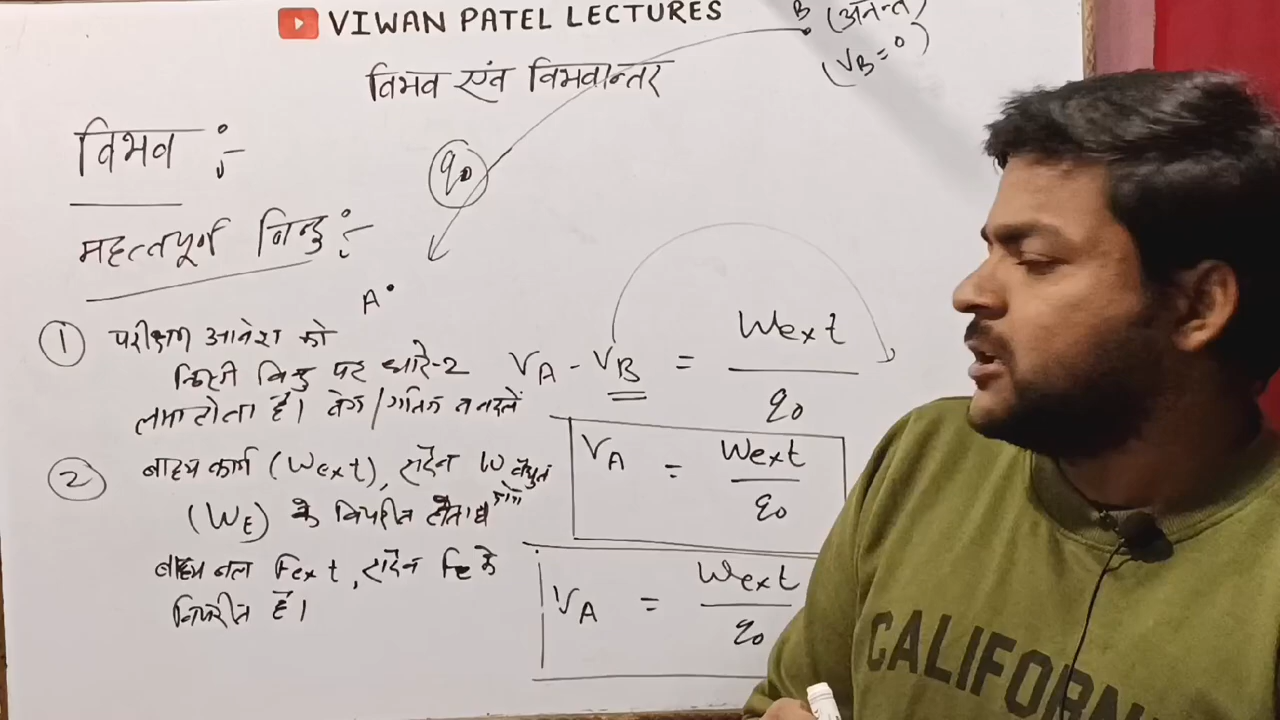 VIWAN PATEL LECTURES
B (अनन्त)
(VB = 0)
विभव एवं विभवान्तर
विभव :-
q₀
महत्त्वपूर्ण बिन्दु :-
A
① परीक्षण आवेश को
किसी बिन्दु पर धीरे-2
लाना होता है। वेग/गतिज न बदलें
VA - VB = Wext / q₀
VA = Wext / q₀
② बाह्य कार्य (Wext), सदैव वैद्युत
(WE) के विपरीत होता है
बाह्य बल Fext, सदैव Fe के
विपरीत है।
VA = Wext / q₀
CALIFORN